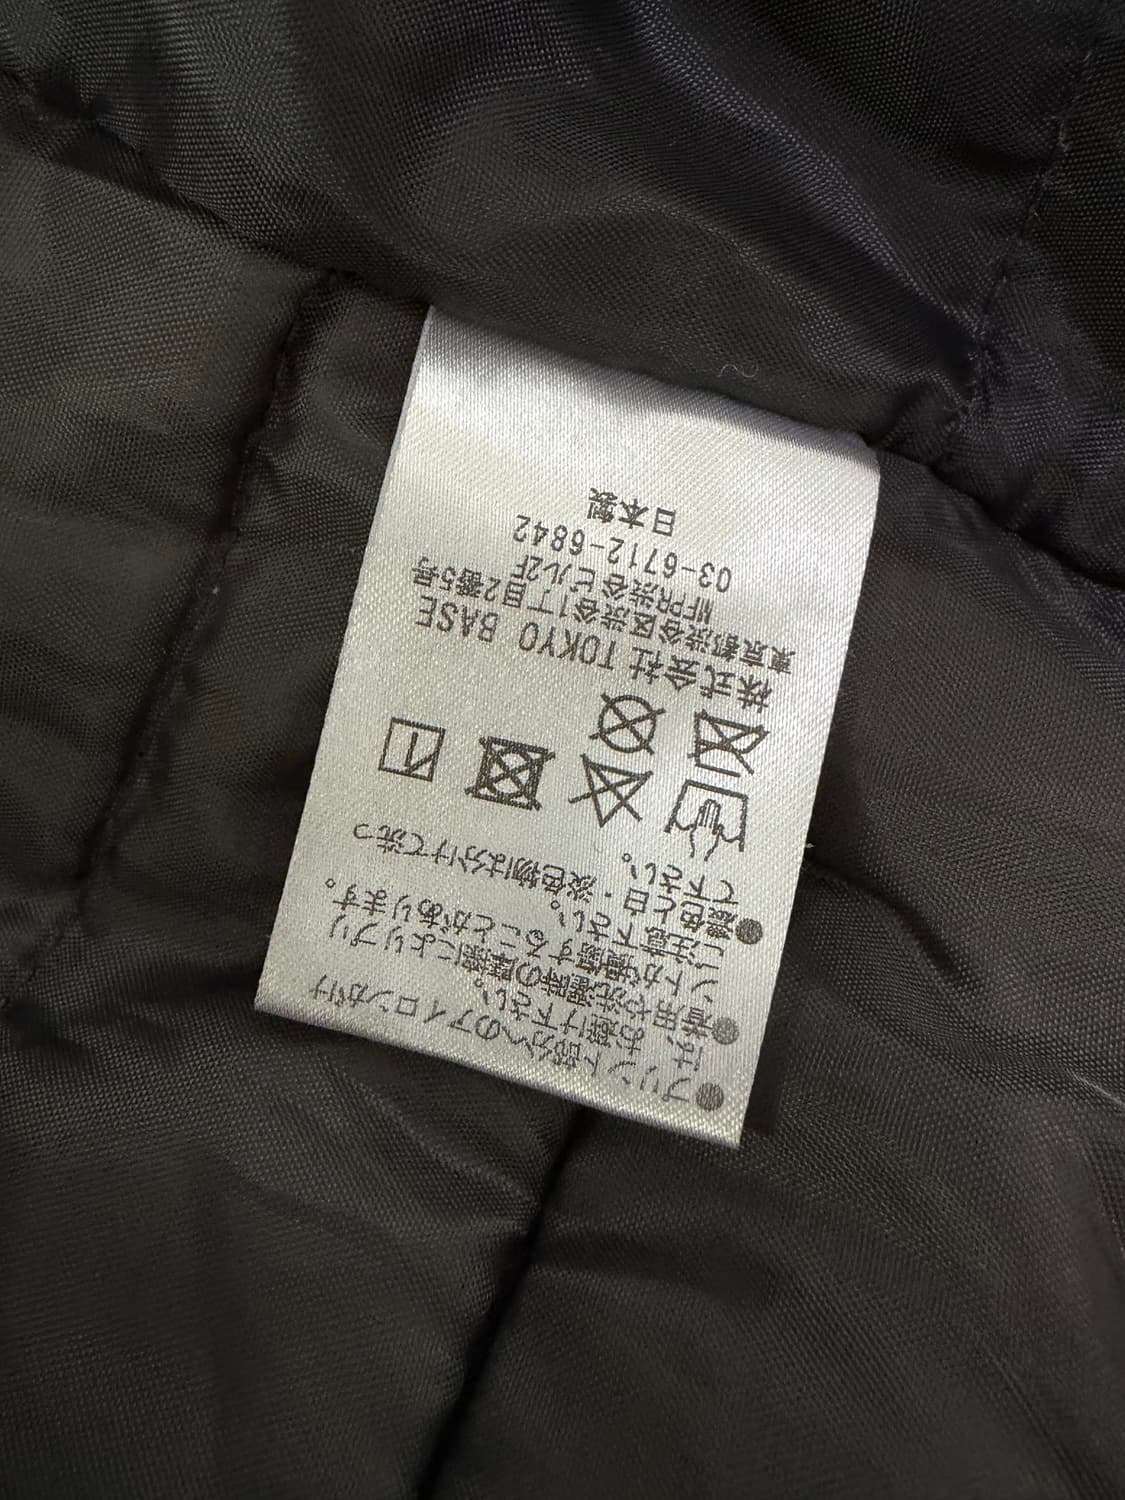 ●プリント部分へのアイロンがけ
は、お避け下さい。
●着用や洗濯時の摩擦によりプリ
ントが損傷することがあります。
ご注意下さい。
●濃色と白・淡色物は分けて洗っ
て下さい。
株式会社 TOKYO BASE
東京都渋谷区渋谷1丁目2番5号
MFPR渋谷ビル2F
03-6712-6842
日本製